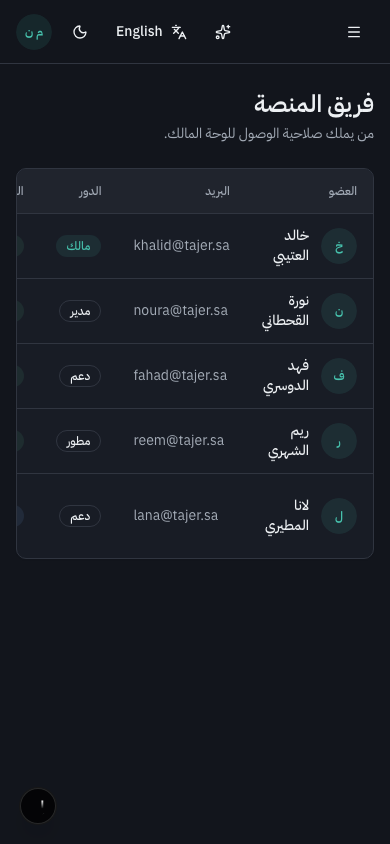 English
م ن
فريق المنصة
من يملك صلاحية الوصول للوحة المالك.
العضو البريد الدور
خ خالد العتيبي khalid@tajer.sa مالك
ن نورة القحطاني noura@tajer.sa مدير
ف فهد الدوسري fahad@tajer.sa دعم
ر ريم الشهري reem@tajer.sa مطور
ل لانا المطيري lana@tajer.sa دعم